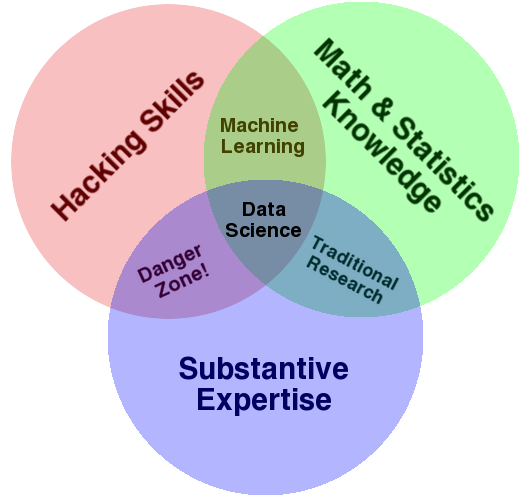 Hacking Skills
Math & Statistics
Knowledge
Machine
Learning
Data
Science
Danger
Zone!
Traditional
Research
Substantive
Expertise